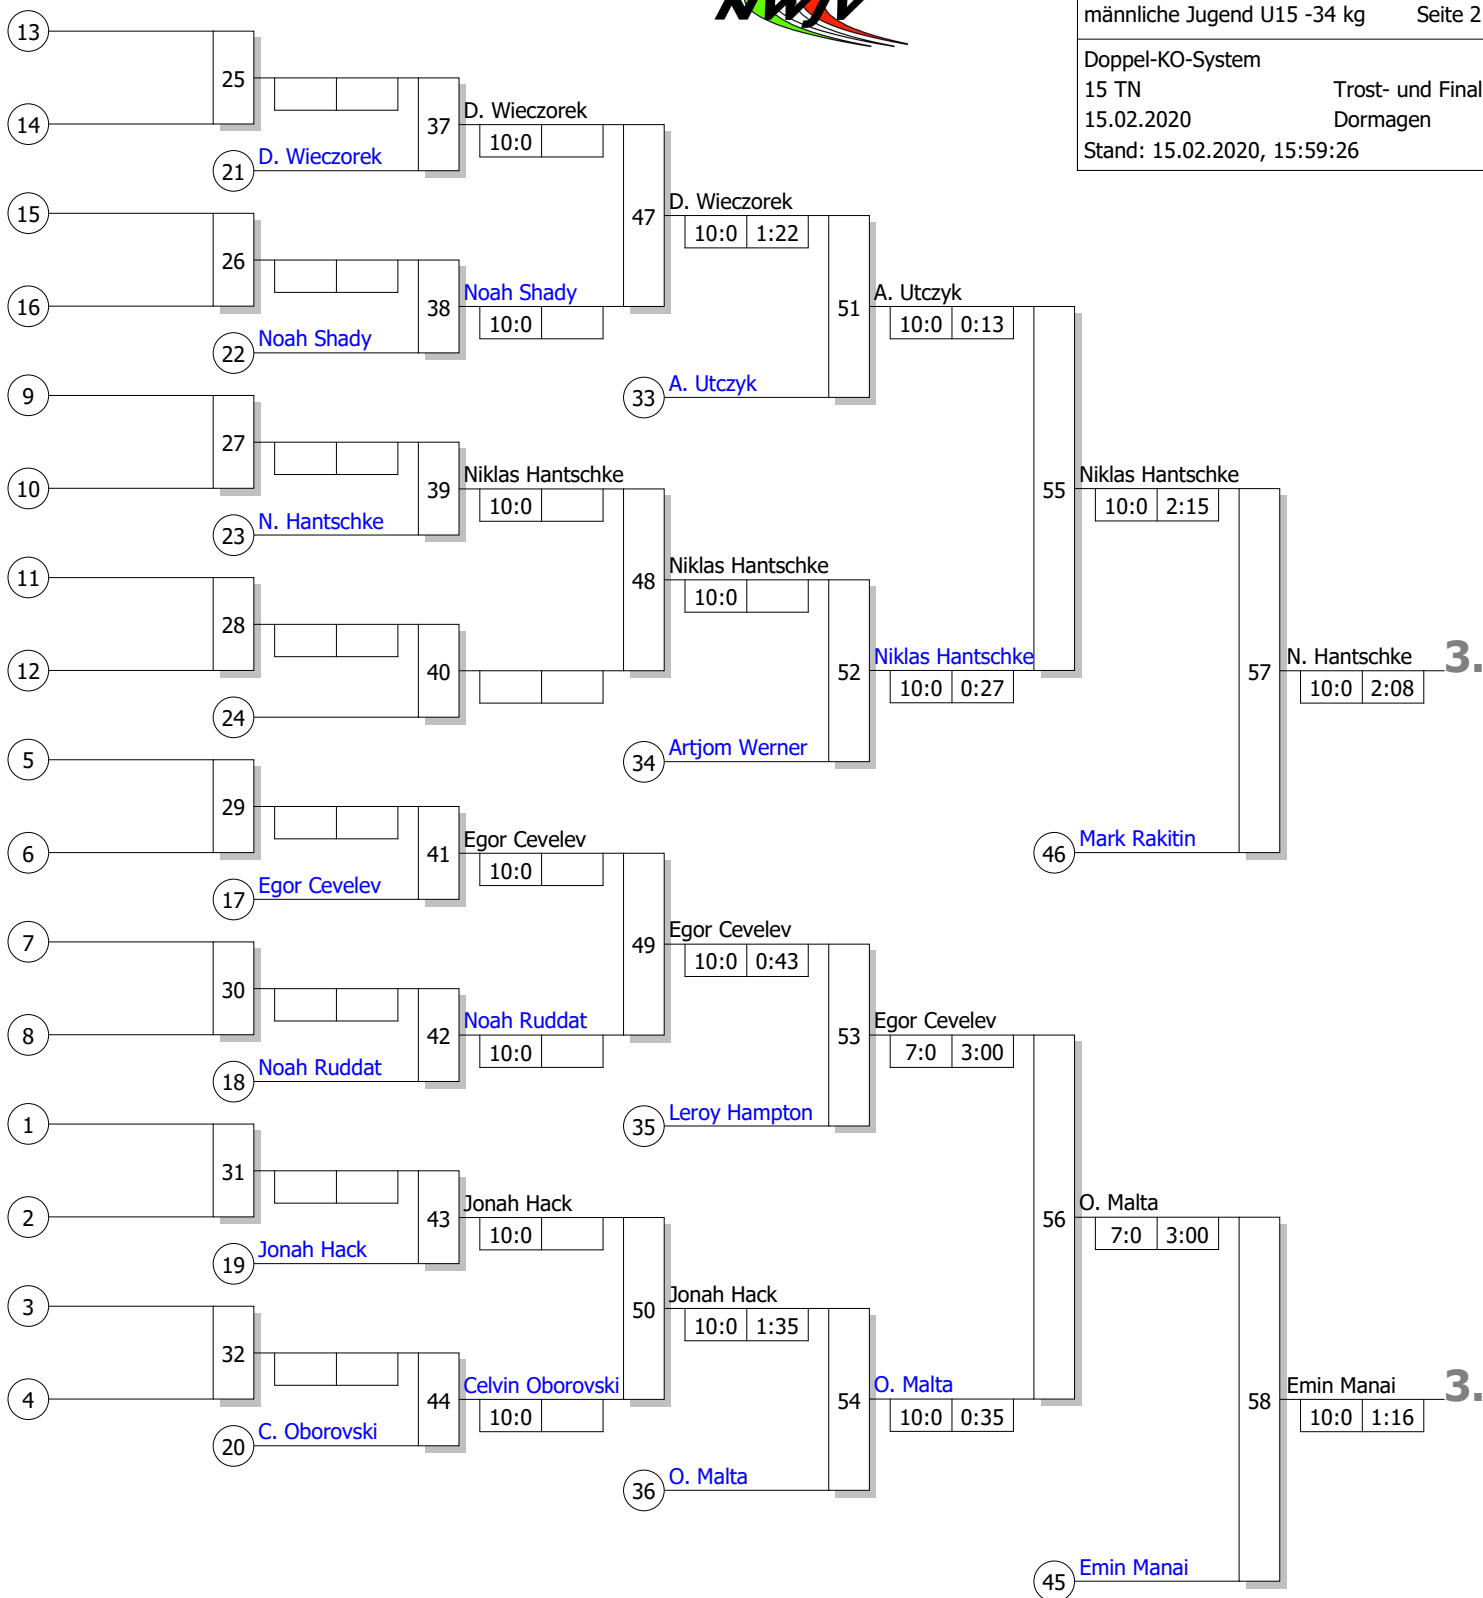 NWJV
männliche Jugend U15 -34 kg Seite 2
Doppel-KO-System
15 TN Trost- und Final
15.02.2020 Dormagen
Stand: 15.02.2020, 15:59:26
13
25
14
37
D. Wieczorek
10:0
21
D. Wieczorek
15
47
D. Wieczorek
10:0 1:22
26
16
38
Noah Shady
10:0
22
Noah Shady
51
A. Utczyk
10:0 0:13
9
33
A. Utczyk
27
10
39
Niklas Hantschke
10:0
23
N. Hantschke
55
Niklas Hantschke
10:0 2:15
11
48
Niklas Hantschke
10:0
28
12
40
24
52
Niklas Hantschke
10:0 0:27
57
N. Hantschke
10:0 2:08
3.
5
34
Artjom Werner
29
6
41
Egor Cevelev
10:0
46
Mark Rakitin
17
Egor Cevelev
7
49
Egor Cevelev
10:0 0:43
30
8
42
Noah Ruddat
10:0
18
Noah Ruddat
53
Egor Cevelev
7:0 3:00
1
35
Leroy Hampton
31
2
43
Jonah Hack
10:0
19
Jonah Hack
56
O. Malta
7:0 3:00
3
50
Jonah Hack
10:0 1:35
32
4
44
Celvin Oborovski
10:0
20
C. Oborovski
54
O. Malta
10:0 0:35
58
Emin Manai
10:0 1:16
3.
36
O. Malta
45
Emin Manai